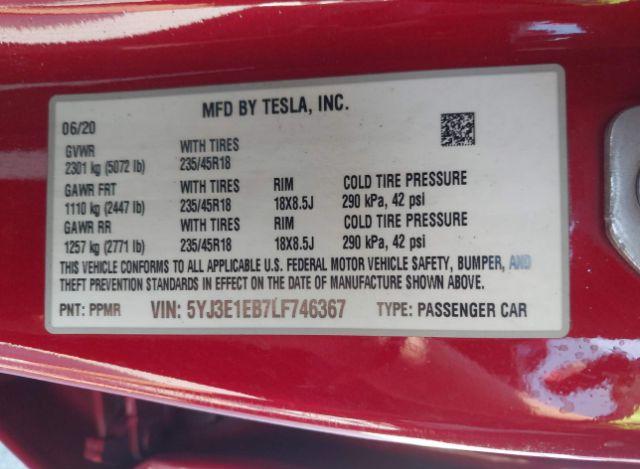 MFD BY TESLA, INC.
06/20
GVWR WITH TIRES
2301 kg (5072 lb) 235/45R18
GAWR FRT WITH TIRES RIM COLD TIRE PRESSURE
1110 kg (2447 lb) 235/45R18 18X8.5J 290 kPa, 42 psi
GAWR RR WITH TIRES RIM COLD TIRE PRESSURE
1257 kg (2771 lb) 235/45R18 18X8.5J 290 kPa, 42 psi
THIS VEHICLE CONFORMS TO ALL APPLICABLE U.S. FEDERAL MOTOR VEHICLE SAFETY, BUMPER, AND
THEFT PREVENTION STANDARDS IN EFFECT ON THE DATE OF MANUFACTURE SHOWN ABOVE.
PNT: PPMR VIN: 5YJ3E1EB7LF746367 TYPE: PASSENGER CAR